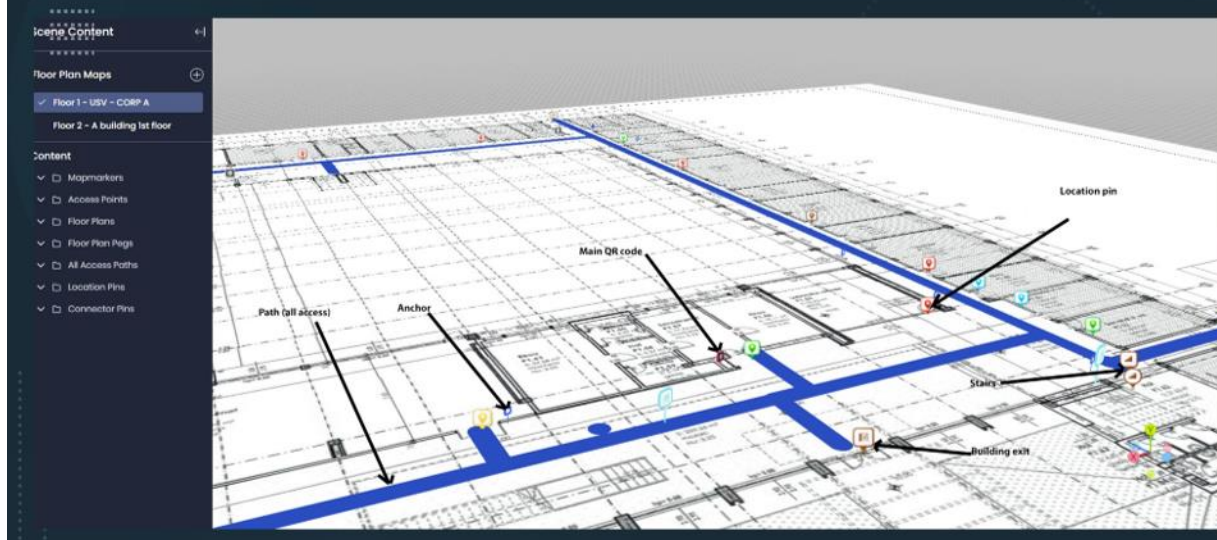 Scene Content
Floor Plan Maps
Floor 1 - USV - CORP A
Floor 2 - A building 1st floor
Content
Mapmarkers
Access Points
Floor Plans
Floor Plan Pegs
All Access Paths
Location Pins
Connector Pins
Location pin
Main QR code
Path (all access)
Anchor
Stairs
Building exit